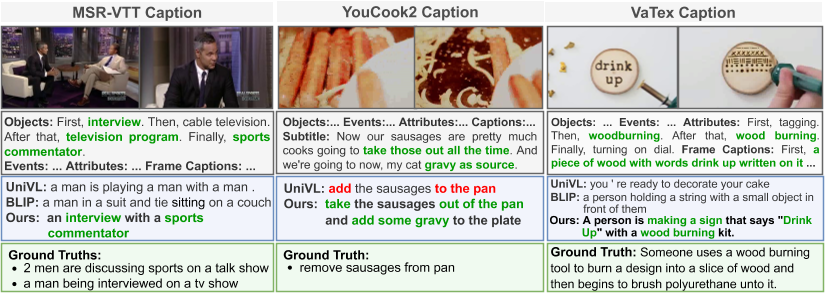 MSR-VTT Caption
YouCook2 Caption
VaTex Caption
drink
up
Objects: First, interview. Then, cable television.
After that, television program. Finally, sports
commentator.
Events: ... Attributes: ... Frame Captions: ...
Objects:... Events:... Attributes:... Captions:...
Subtitle: Now our sausages are pretty much
cooks going to take those out all the time. And
we're going to now, my cat gravy as source.
Objects: ... Events: ... Attributes: First, tagging.
Then, woodburning. After that, wood burning.
Finally, turning on dial. Frame Captions: First, a
piece of wood with words drink up written on it ...
UniVL: a man is playing a man with a man .
BLIP: a man in a suit and tie sitting on a couch
Ours: an interview with a sports
commentator
UniVL: add the sausages to the pan
Ours: take the sausages out of the pan
and add some gravy to the plate
UniVL: you ' re ready to decorate your cake
BLIP: a person holding a string with a small object in
front of them
Ours: A person is making a sign that says "Drink
Up" with a wood burning kit.
Ground Truths:
• 2 men are discussing sports on a talk show
• a man being interviewed on a tv show
Ground Truth:
• remove sausages from pan
Ground Truth: Someone uses a wood burning
tool to burn a design into a slice of wood and
then begins to brush polyurethane unto it.